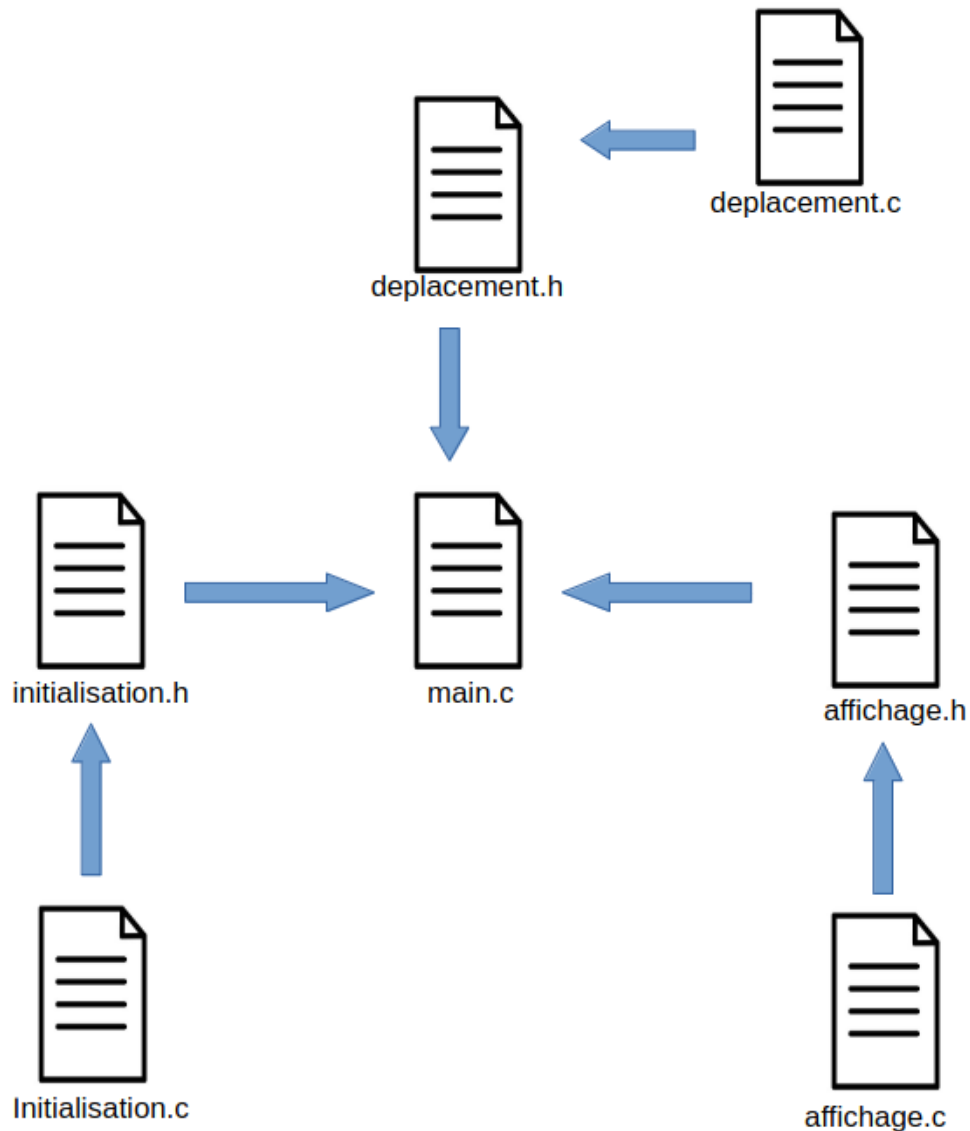 deplacement.c
deplacement.h
initialisation.h
main.c
affichage.h
Initialisation.c
affichage.c